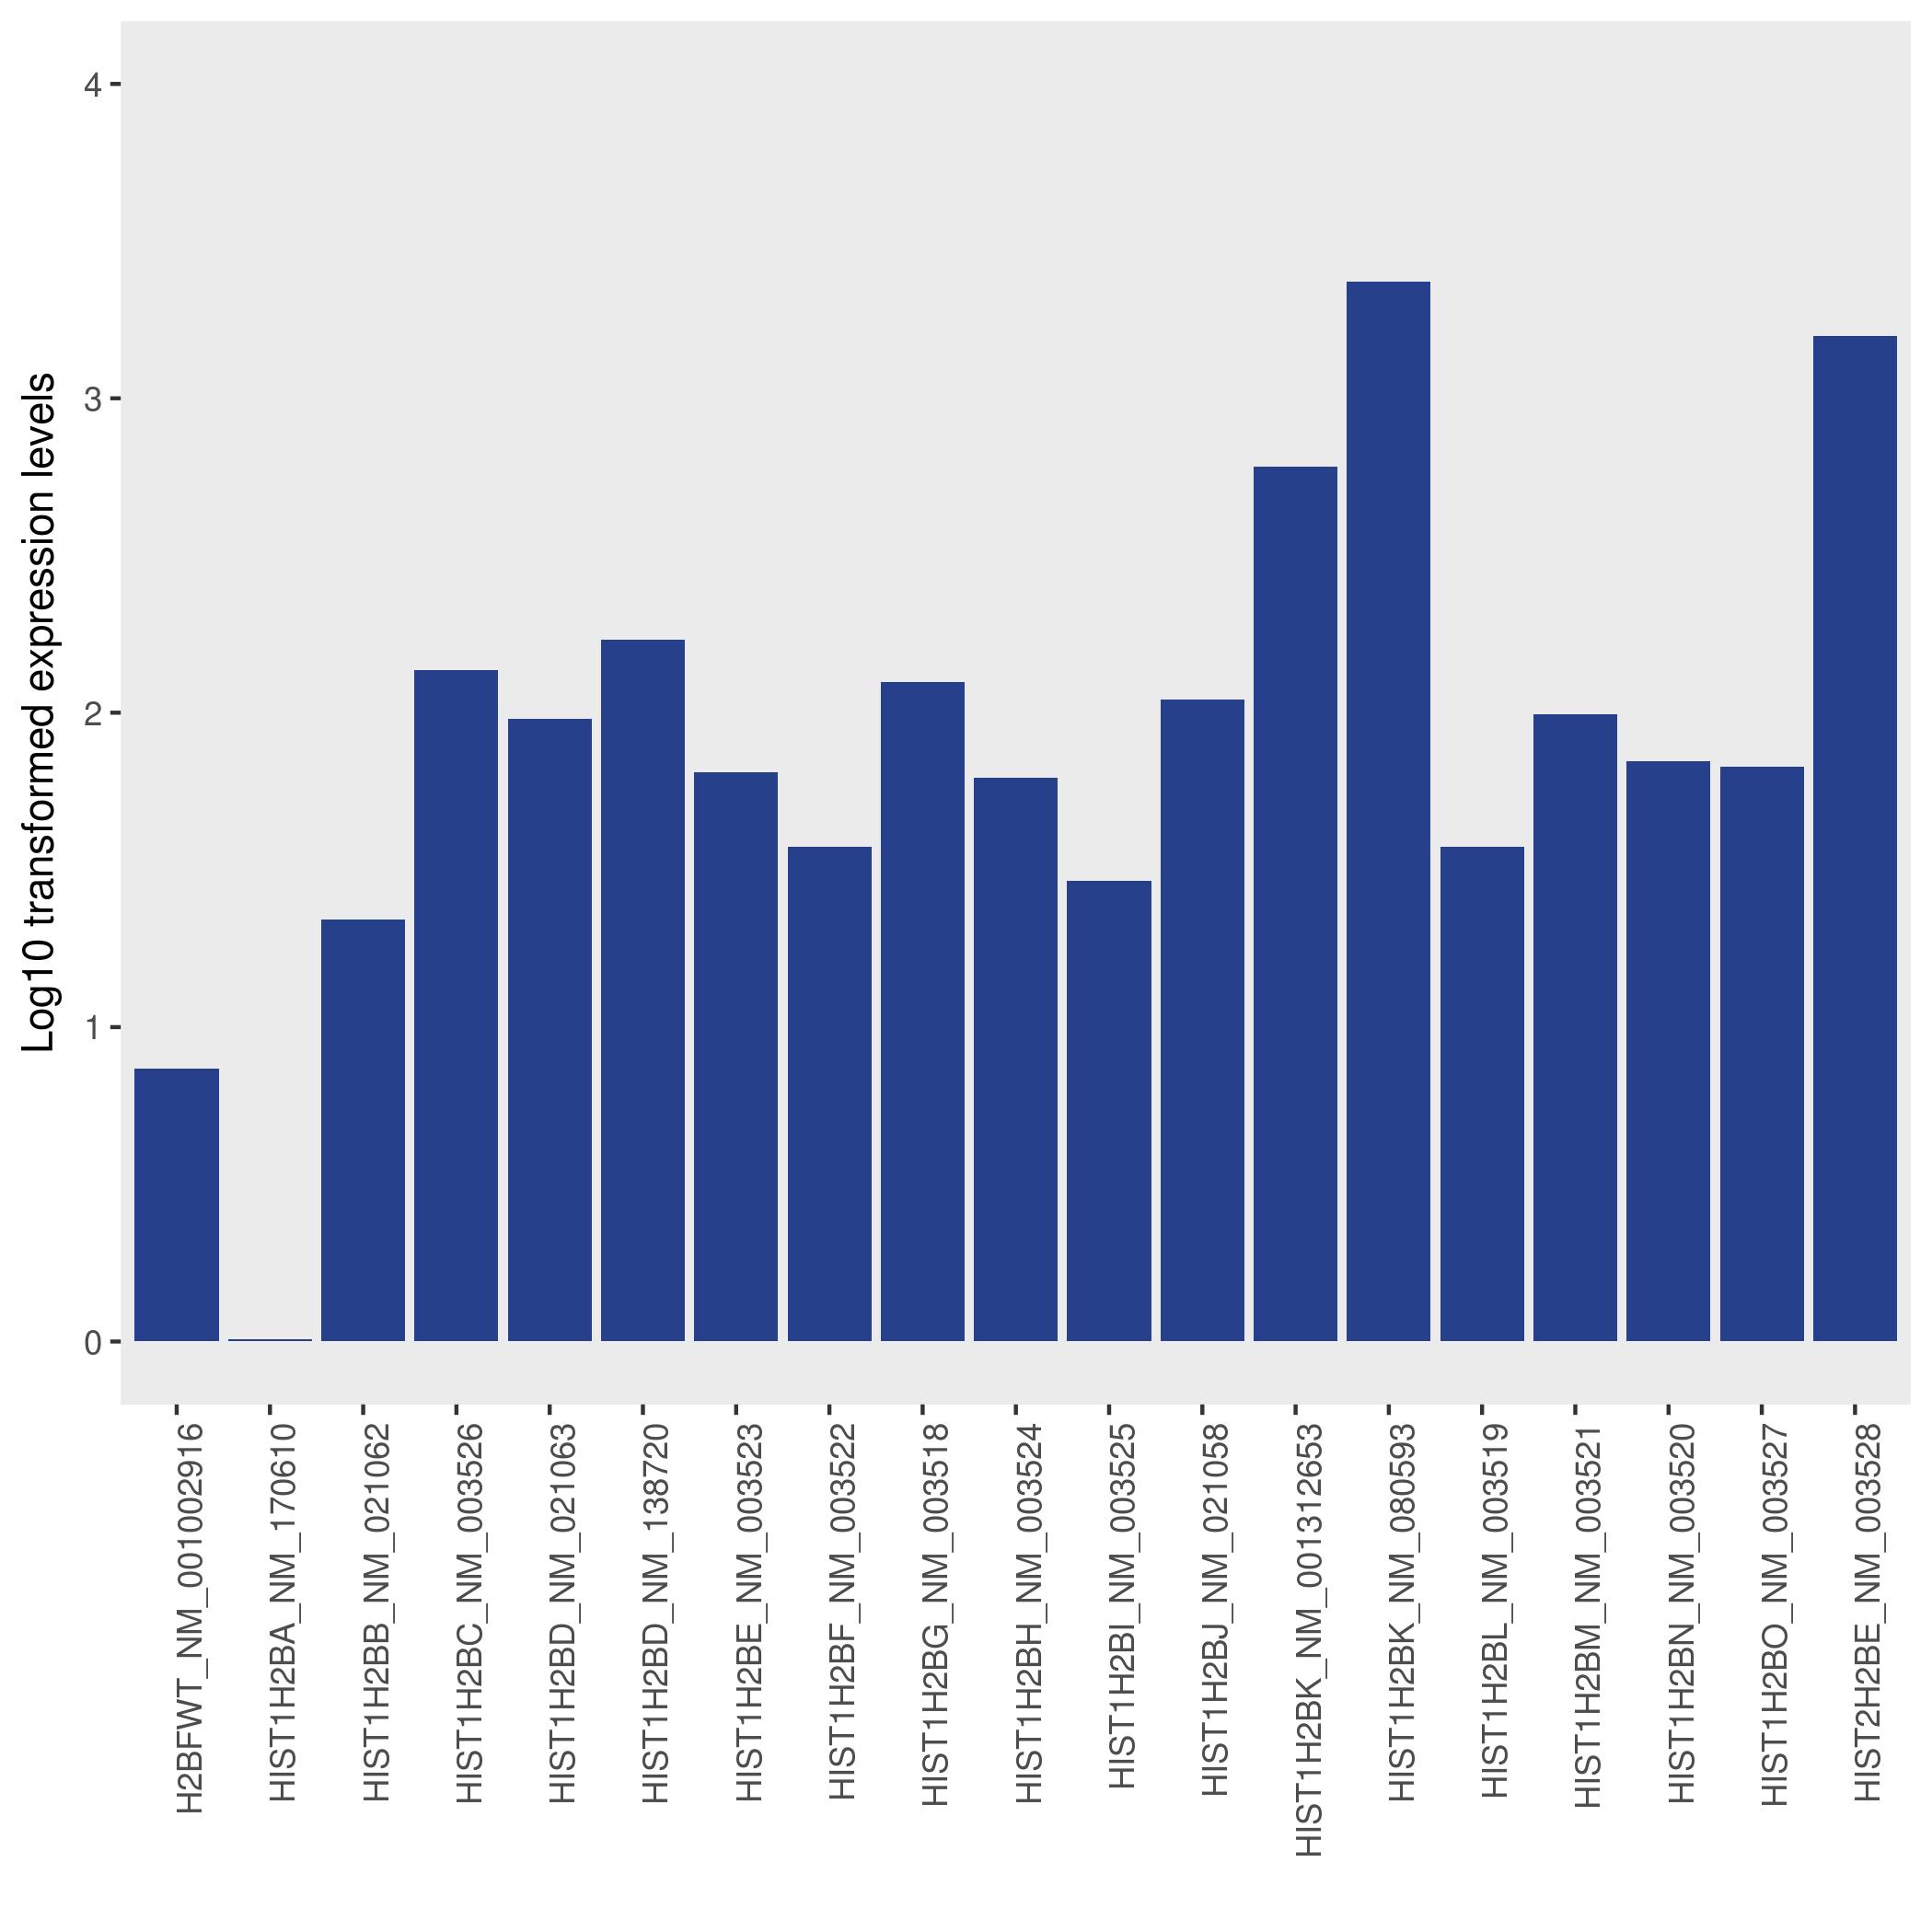 Log10 transformed expression levels
4
3
2
1
0
H2BFWT_NM_001002916
HIST1H2BA_NM_170610
HIST1H2BB_NM_021062
HIST1H2BC_NM_003526
HIST1H2BD_NM_021063
HIST1H2BD_NM_138720
HIST1H2BE_NM_003523
HIST1H2BF_NM_003522
HIST1H2BG_NM_003518
HIST1H2BH_NM_003524
HIST1H2BI_NM_003525
HIST1H2BJ_NM_021058
HIST1H2BK_NM_001312653
HIST1H2BK_NM_080593
HIST1H2BL_NM_003519
HIST1H2BM_NM_003521
HIST1H2BN_NM_003520
HIST1H2BO_NM_003527
HIST2H2BE_NM_003528